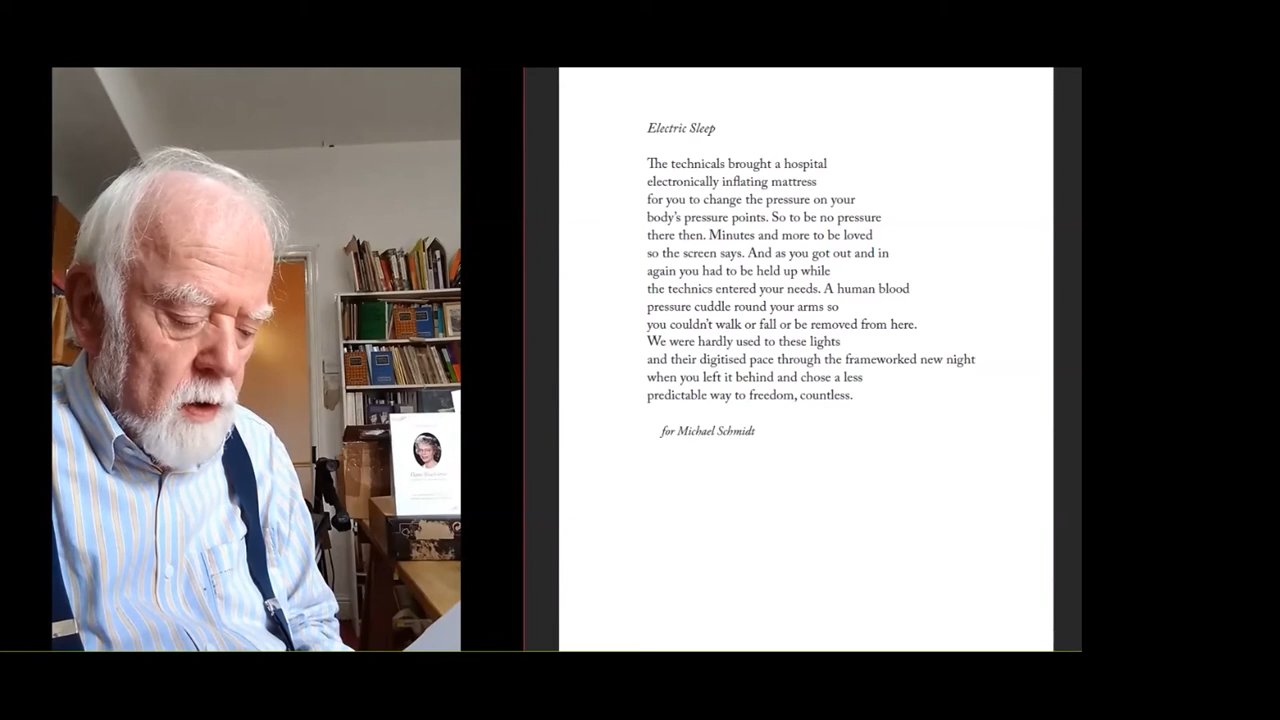 Electric Sleep
The technicals brought a hospital
electronically inflating mattress
for you to change the pressure on your
body's pressure points. So to be no pressure
there then. Minutes and more to be loved
so the screen says. And as you got out and in
again you had to be held up while
the technics entered your needs. A human blood
pressure cuddle round your arms so
you couldn't walk or fall or be removed from here.
We were hardly used to these lights
and their digitised pace through the frameworked new night
when you left it behind and chose a less
predictable way to freedom, countless.
for Michael Schmidt